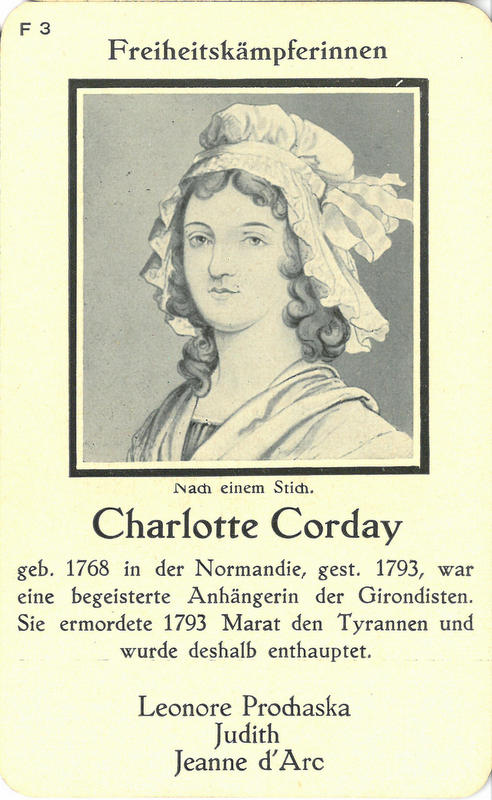 F 3
Freiheitskämpferinnen
Nach einem Stich.
Charlotte Corday
geb. 1768 in der Normandie, gest. 1793, war
eine begeisterte Anhängerin der Girondisten.
Sie ermordete 1793 Marat den Tyrannen und
wurde deshalb enthauptet.
Leonore Prochaska
Judith
Jeanne d'Arc